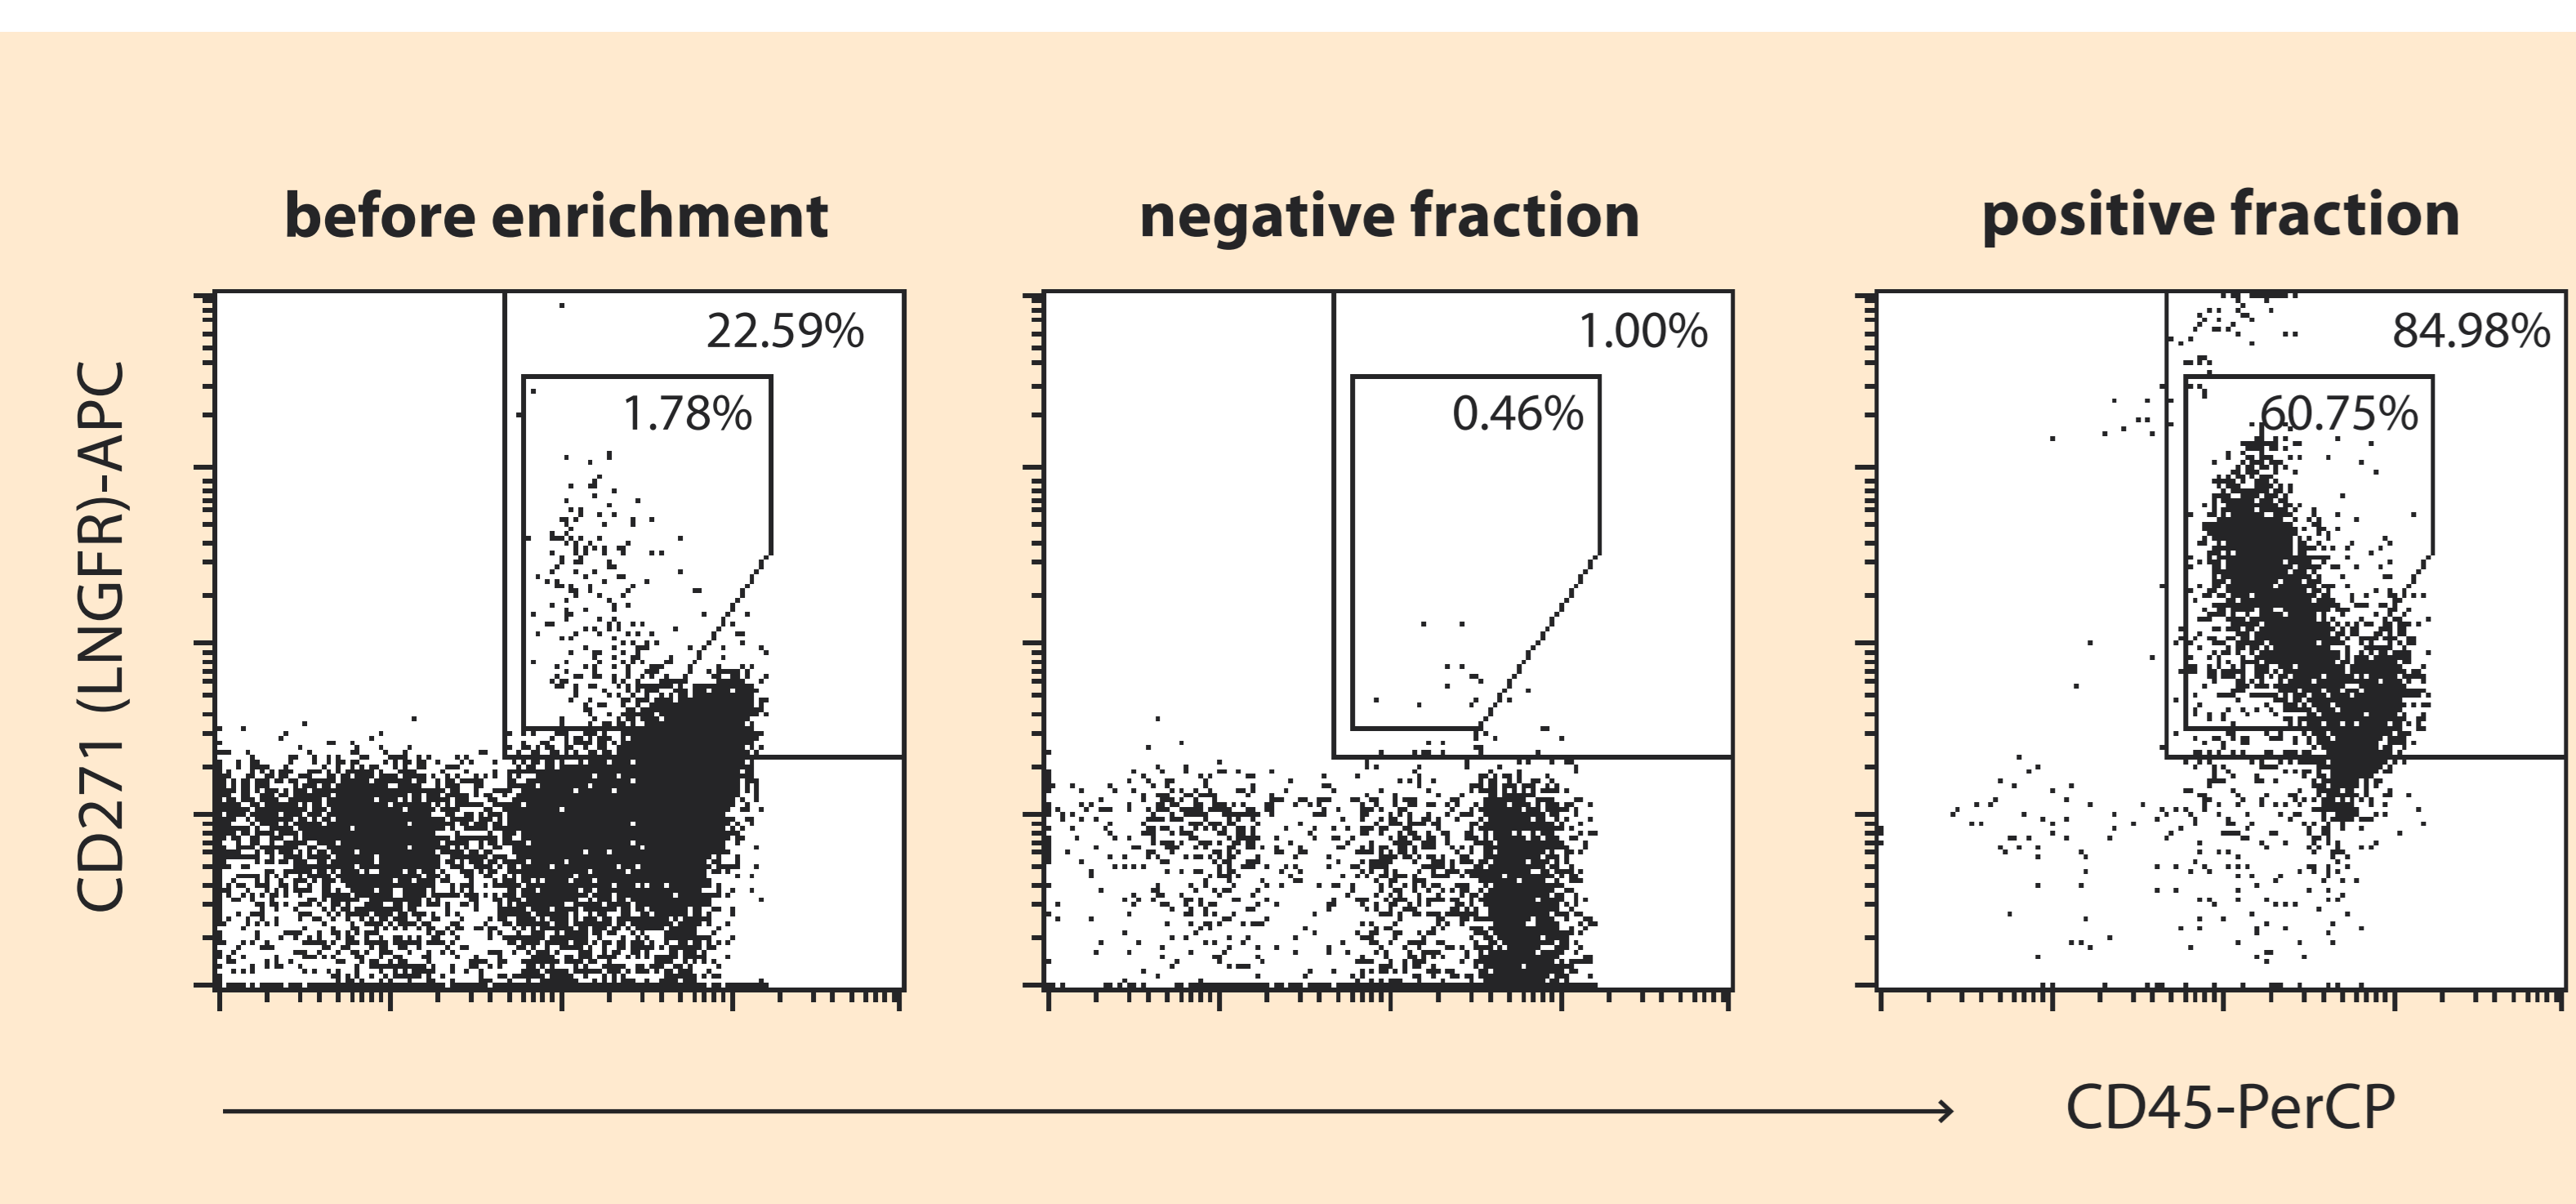 before enrichment
negative fraction
positive fraction
CD271 (LNGFR)-APC
22.59%
1.78%
1.00%
0.46%
84.98%
60.75%
CD45-PerCP